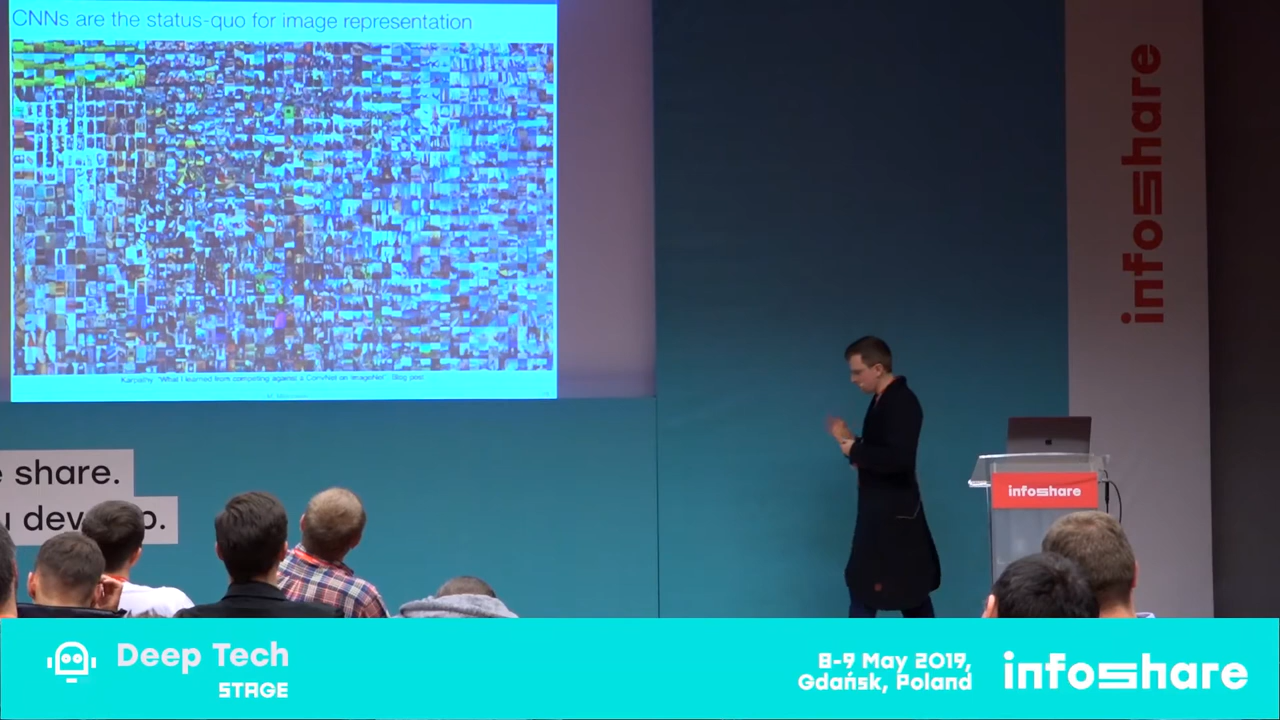 CNNs are the status-quo for image representation
Karpathy "What I learned from competing against a ConvNet on ImageNet" Blog post
infoshare
e share.
u dev p.
infoshare
Deep Tech
STAGE
8-9 May 2019,
Gdańsk, Poland
infoshare